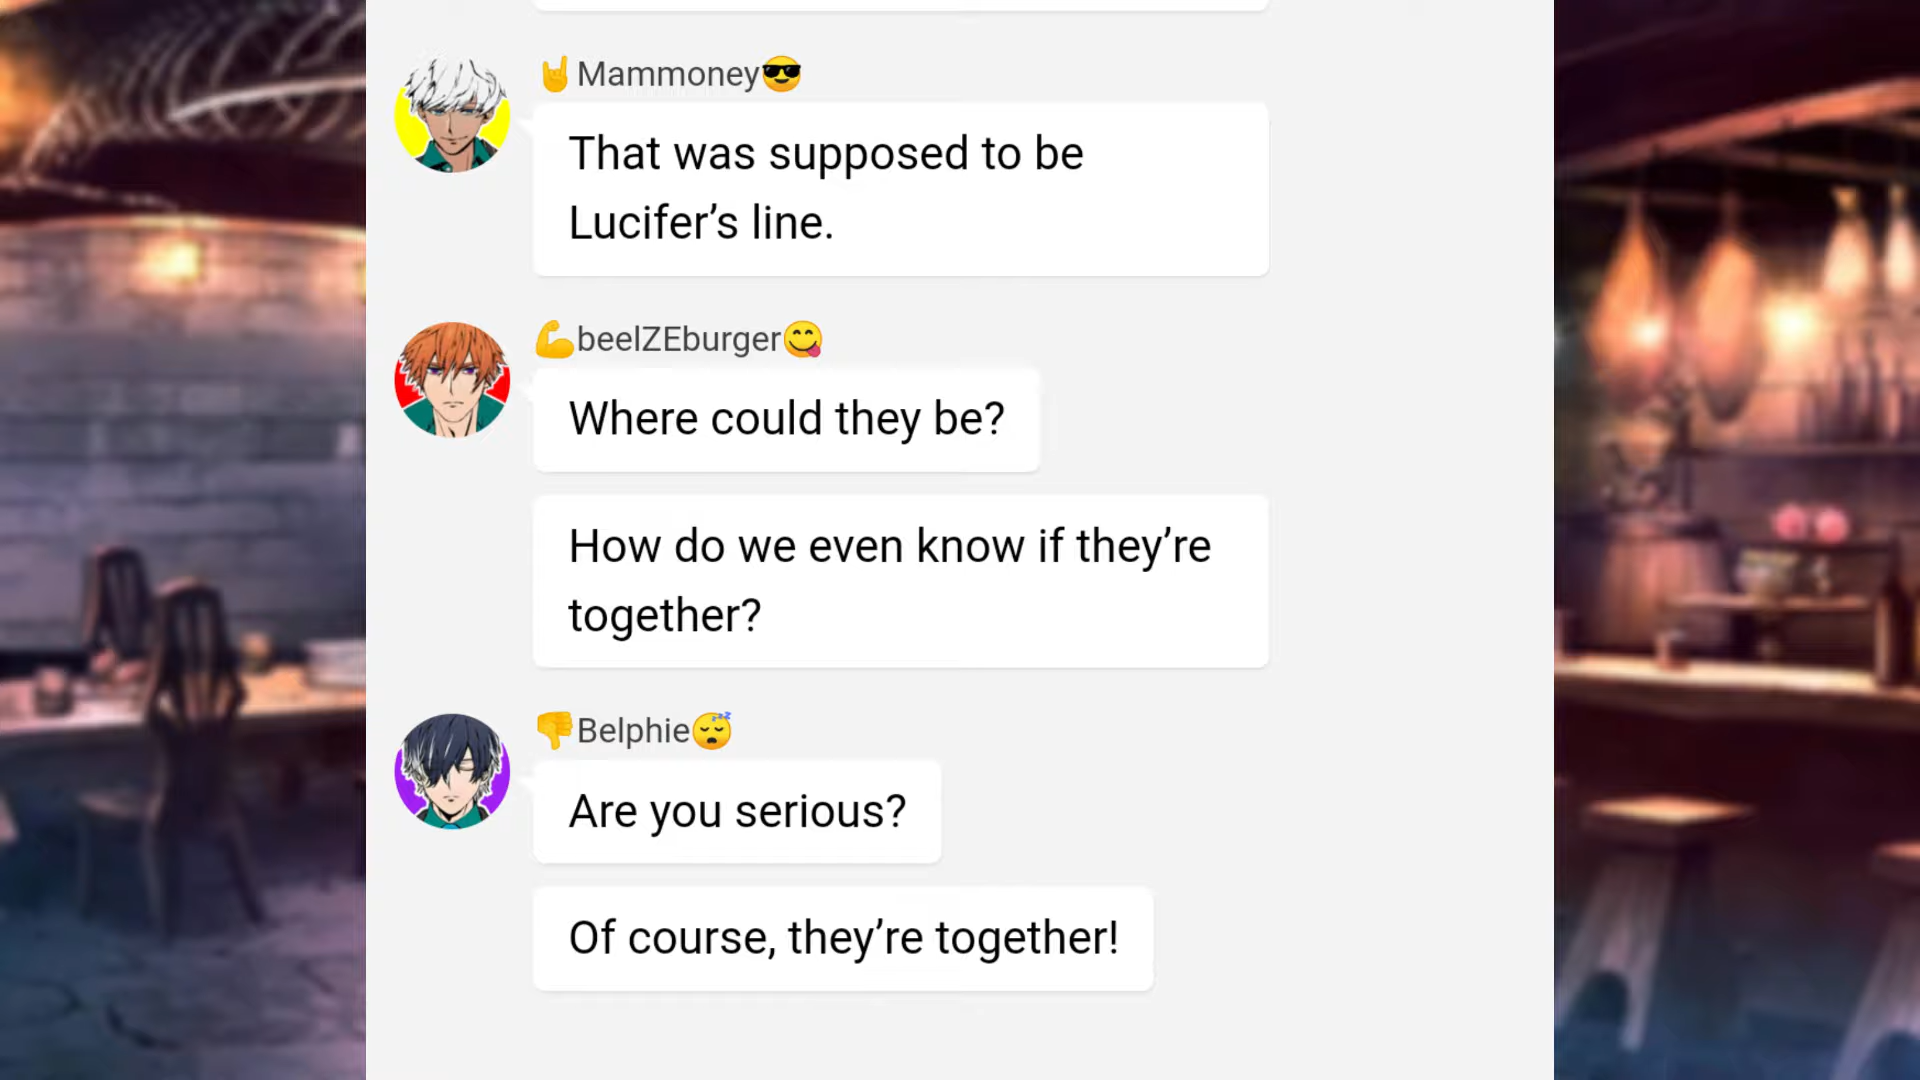 🤘Mammoney😎
That was supposed to be
Lucifer’s line.
💪beelZEburger😋
Where could they be?
How do we even know if they’re
together?
👎Belphie😴
Are you serious?
Of course, they’re together!